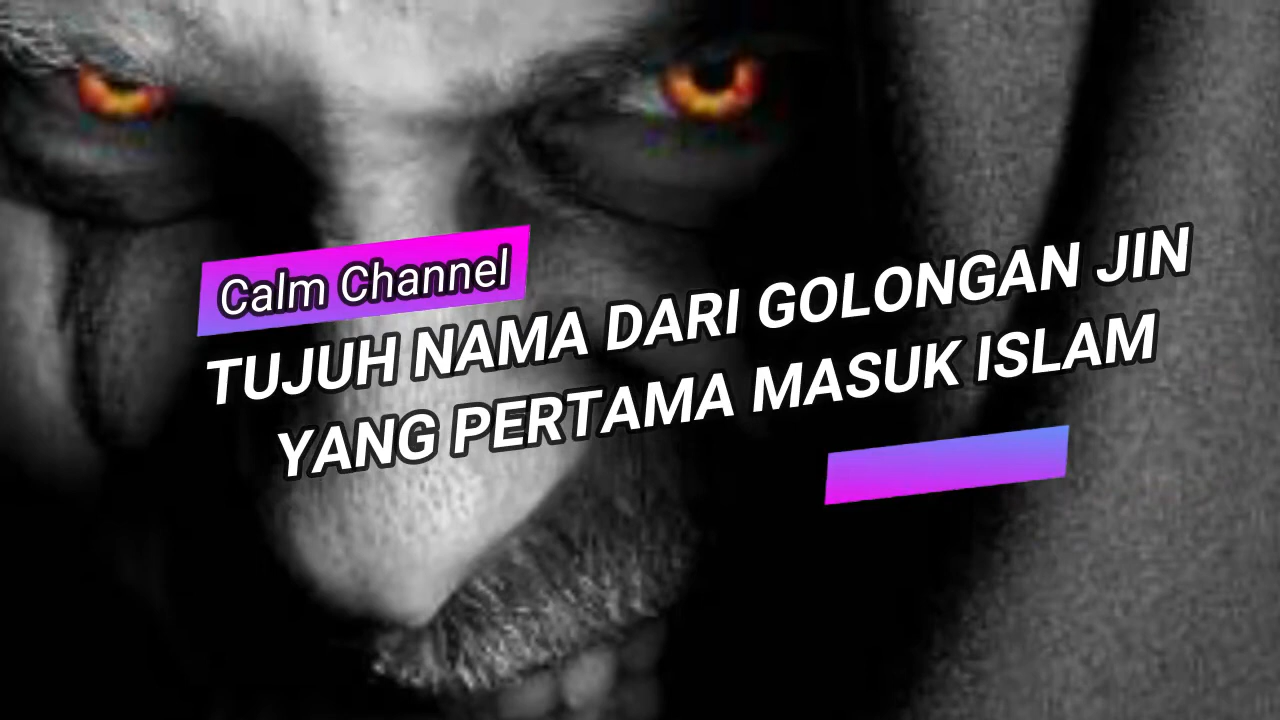 Calm Channel
TUJUH NAMA DARI GOLONGAN JIN
YANG PERTAMA MASUK ISLAM